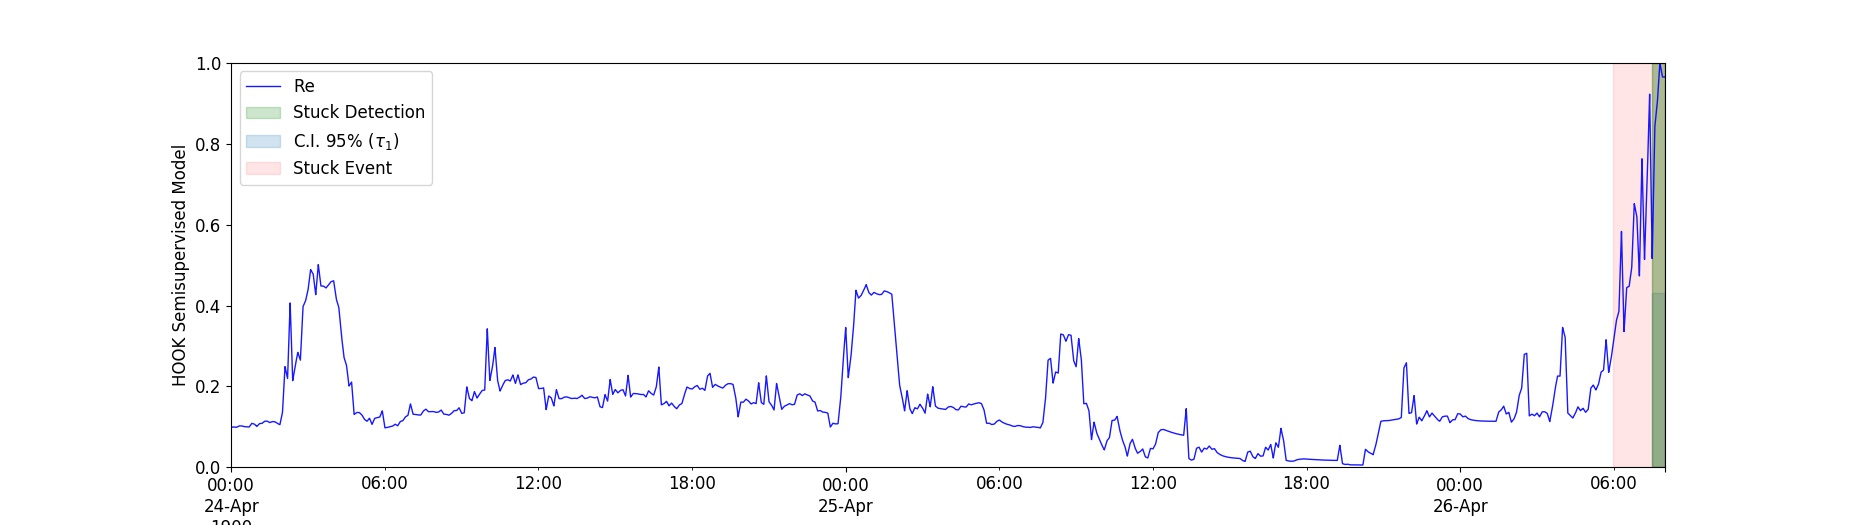 1.0
0.8
0.6
0.4
0.2
0.0
HOOK Semisupervised Model
Re
Stuck Detection
C.I. 95% (τ₁)
Stuck Event
00:00 06:00 12:00 18:00 00:00 06:00 12:00 18:00 00:00 06:00
24-Apr 25-Apr 26-Apr
1900